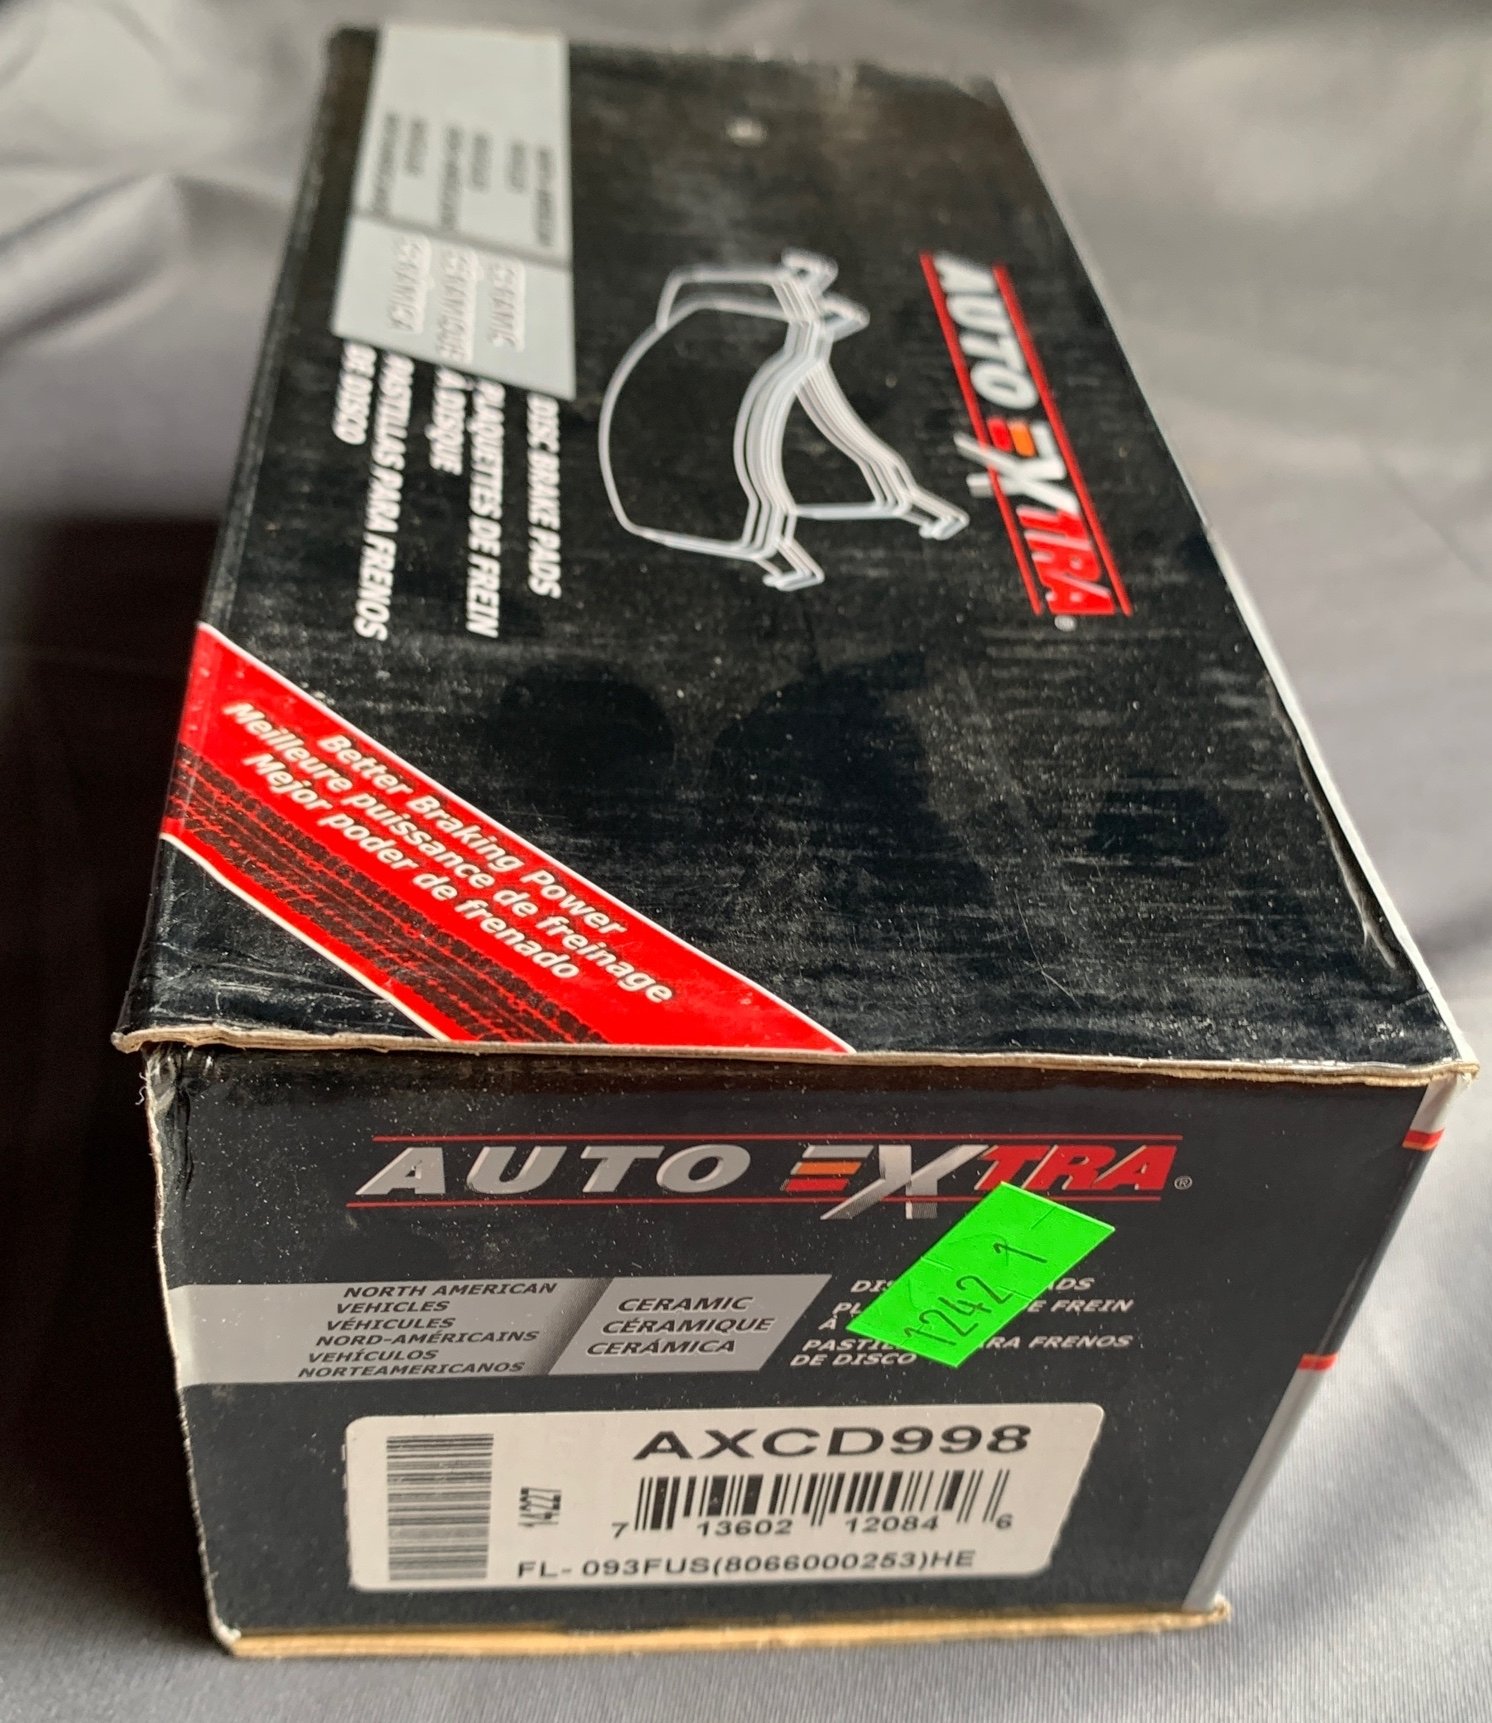 AUTO EXTRA®
DISC BRAKE PADS
PLAQUETTES DE FREIN
À DISQUE
PASTILLAS PARA FRENOS
DE DISCO
CERAMIC
CÉRAMIQUE
CERÁMICA
Better Braking Power
Meilleure puissance de freinage
Mejor poder de frenado
AUTO EXTRA®
NORTH AMERICAN
VEHICLES
VÉHICULES
NORD-AMÉRICAINS
VEHÍCULOS
NORTEAMERICANOS
CERAMIC
CÉRAMIQUE
CERÁMICA
FREIN
À
FRENOS
DE DISCO
1242
AXCD998
14227
7 13602 12084 6
FL- 093FUS(8066000253)HE